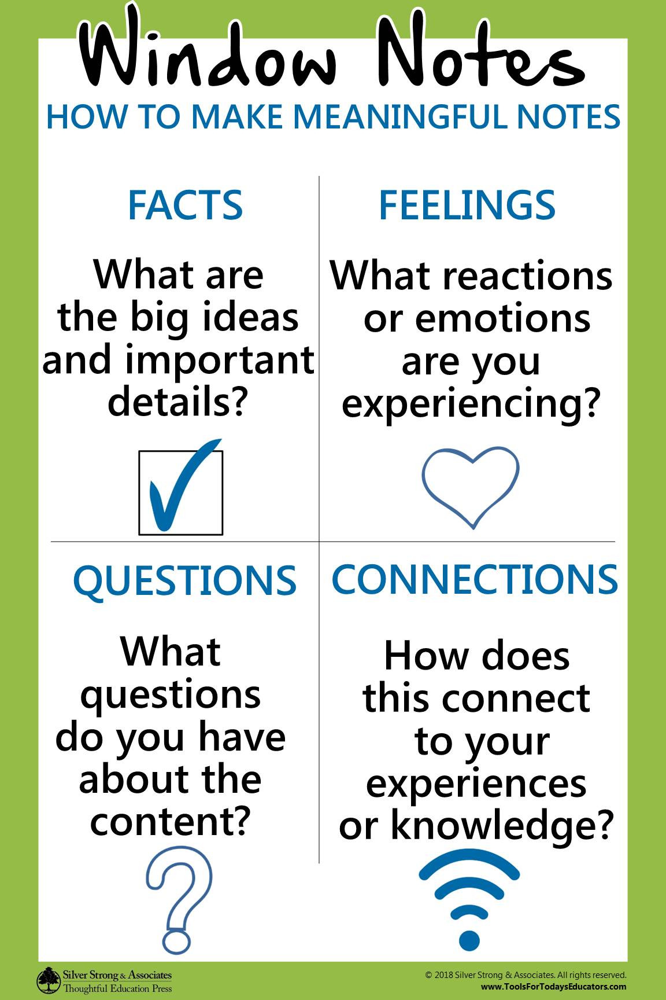 Window Notes
HOW TO MAKE MEANINGFUL NOTES
FACTS
What are
the big ideas
and important
details?
FEELINGS
What reactions
or emotions
are you
experiencing?
QUESTIONS
What
questions
do you have
about the
content?
CONNECTIONS
How does
this connect
to your
experiences
or knowledge?
Silver Strong & Associates
Thoughtful Education Press
© 2018 Silver Strong & Associates. All rights reserved.
www.ToolsForTodaysEducators.com